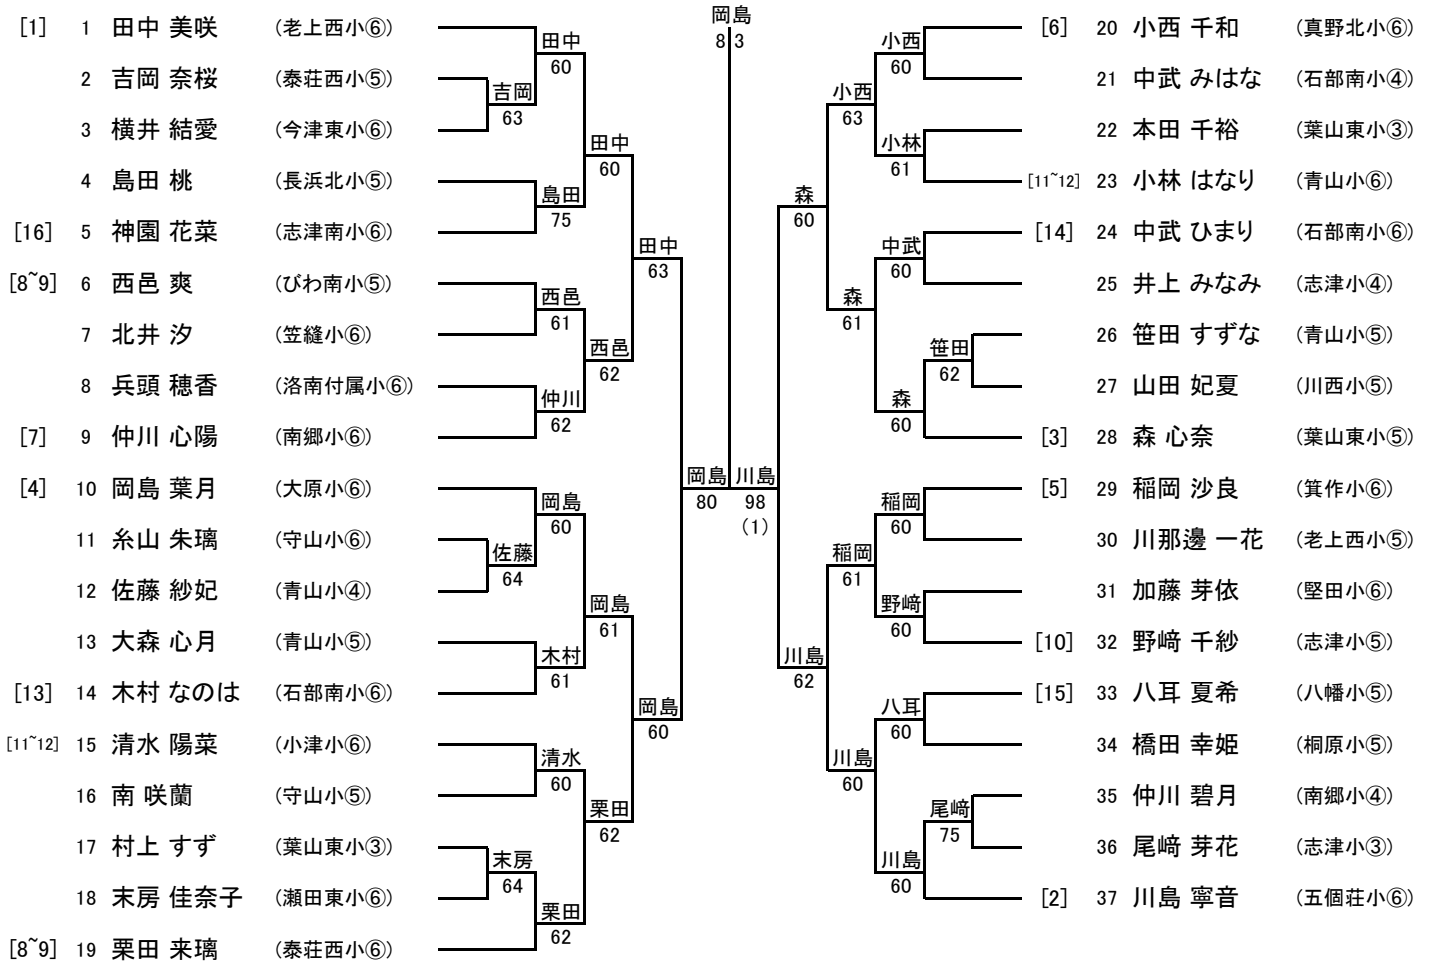 岡島
8 3
[1] 1 田中 美咲 (老上西小⑥)
2 吉岡 奈桜 (泰荘西小⑤)
3 横井 結愛 (今津東小⑥)
4 島田 桃 (長浜北小⑤)
[16] 5 神園 花菜 (志津南小⑥)
[8~9] 6 西邑 爽 (びわ南小⑤)
7 北井 汐 (笠縫小⑥)
8 兵頭 穂香 (洛南付属小⑥)
[7] 9 仲川 心陽 (南郷小⑥)
[4] 10 岡島 葉月 (大原小⑥)
11 糸山 朱璃 (守山小⑥)
12 佐藤 紗妃 (青山小④)
13 大森 心月 (青山小⑤)
[13] 14 木村 なのは (石部南小⑥)
[11~12] 15 清水 陽菜 (小津小⑥)
16 南 咲蘭 (守山小⑤)
17 村上 すず (葉山東小③)
18 末房 佳奈子 (瀬田東小⑥)
[8~9] 19 栗田 来璃 (泰荘西小⑥)
吉岡
63
佐藤
64
末房
64
田中
60
島田
75
西邑
61
仲川
62
岡島
60
木村
61
清水
60
栗田
62
田中
60
西邑
62
岡島
61
栗田
62
田中
63
岡島
60
岡島
80
川島
98
(1)
森
60
川島
62
小西
63
森
61
稲岡
61
川島
60
小西
60
小林
61
中武
60
森
60
稲岡
60
野﨑
60
八耳
60
川島
60
笹田
62
尾﨑
75
[6] 20 小西 千和 (真野北小⑥)
21 中武 みはな (石部南小④)
22 本田 千裕 (葉山東小③)
[11~12] 23 小林 はなり (青山小⑥)
[14] 24 中武 ひまり (石部南小⑥)
25 井上 みなみ (志津小④)
26 笹田 すずな (青山小⑤)
27 山田 妃夏 (川西小⑤)
[3] 28 森 心奈 (葉山東小⑤)
[5] 29 稲岡 沙良 (箕作小⑥)
30 川那邊 一花 (老上西小⑤)
31 加藤 芽依 (堅田小⑥)
[10] 32 野﨑 千紗 (志津小⑤)
[15] 33 八耳 夏希 (八幡小⑤)
34 橋田 幸姫 (桐原小⑤)
35 仲川 碧月 (南郷小④)
36 尾﨑 芽花 (志津小③)
[2] 37 川島 寧音 (五個荘小⑥)